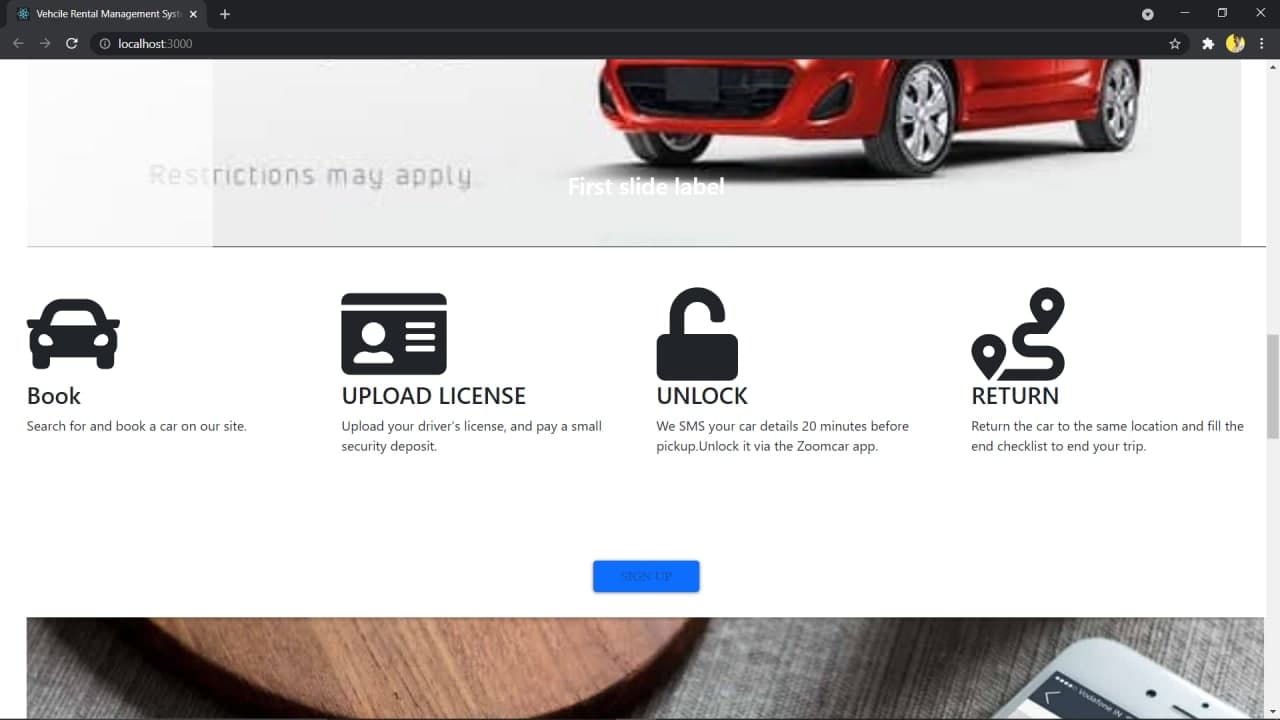 Vehcile Rental Management Syst
localhost:3000
Restrictions may apply
First slide label
Book
Search for and book a car on our site.
UPLOAD LICENSE
Upload your driver's license, and pay a small
security deposit.
UNLOCK
We SMS your car details 20 minutes before
pickup.Unlock it via the Zoomcar app.
RETURN
Return the car to the same location and fill the
end checklist to end your trip.
SIGN UP
Vodafone IN